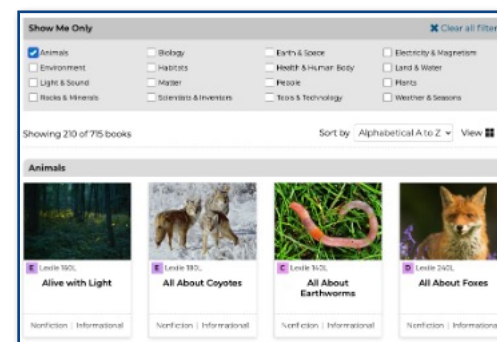 Show Me Only ✖ Clear all filter
Animals Biology Earth & Space Electricity & Magnetism
Environment Habitats Health & Human Body Land & Water
Light & Sound Matter People Plants
Rocks & Minerals Scientists & Inventors Tools & Technology Weather & Seasons
Showing 210 of 715 books Sort by Alphabetical A to Z View
Animals
E Lexile 160L E Lexile 180L C Lexile 140L D Lexile 240L
Alive with Light All About Coyotes All About Earthworms All About Foxes
Nonfiction | Informational Nonfiction | Informational Nonfiction | Informational Nonfiction | Informational